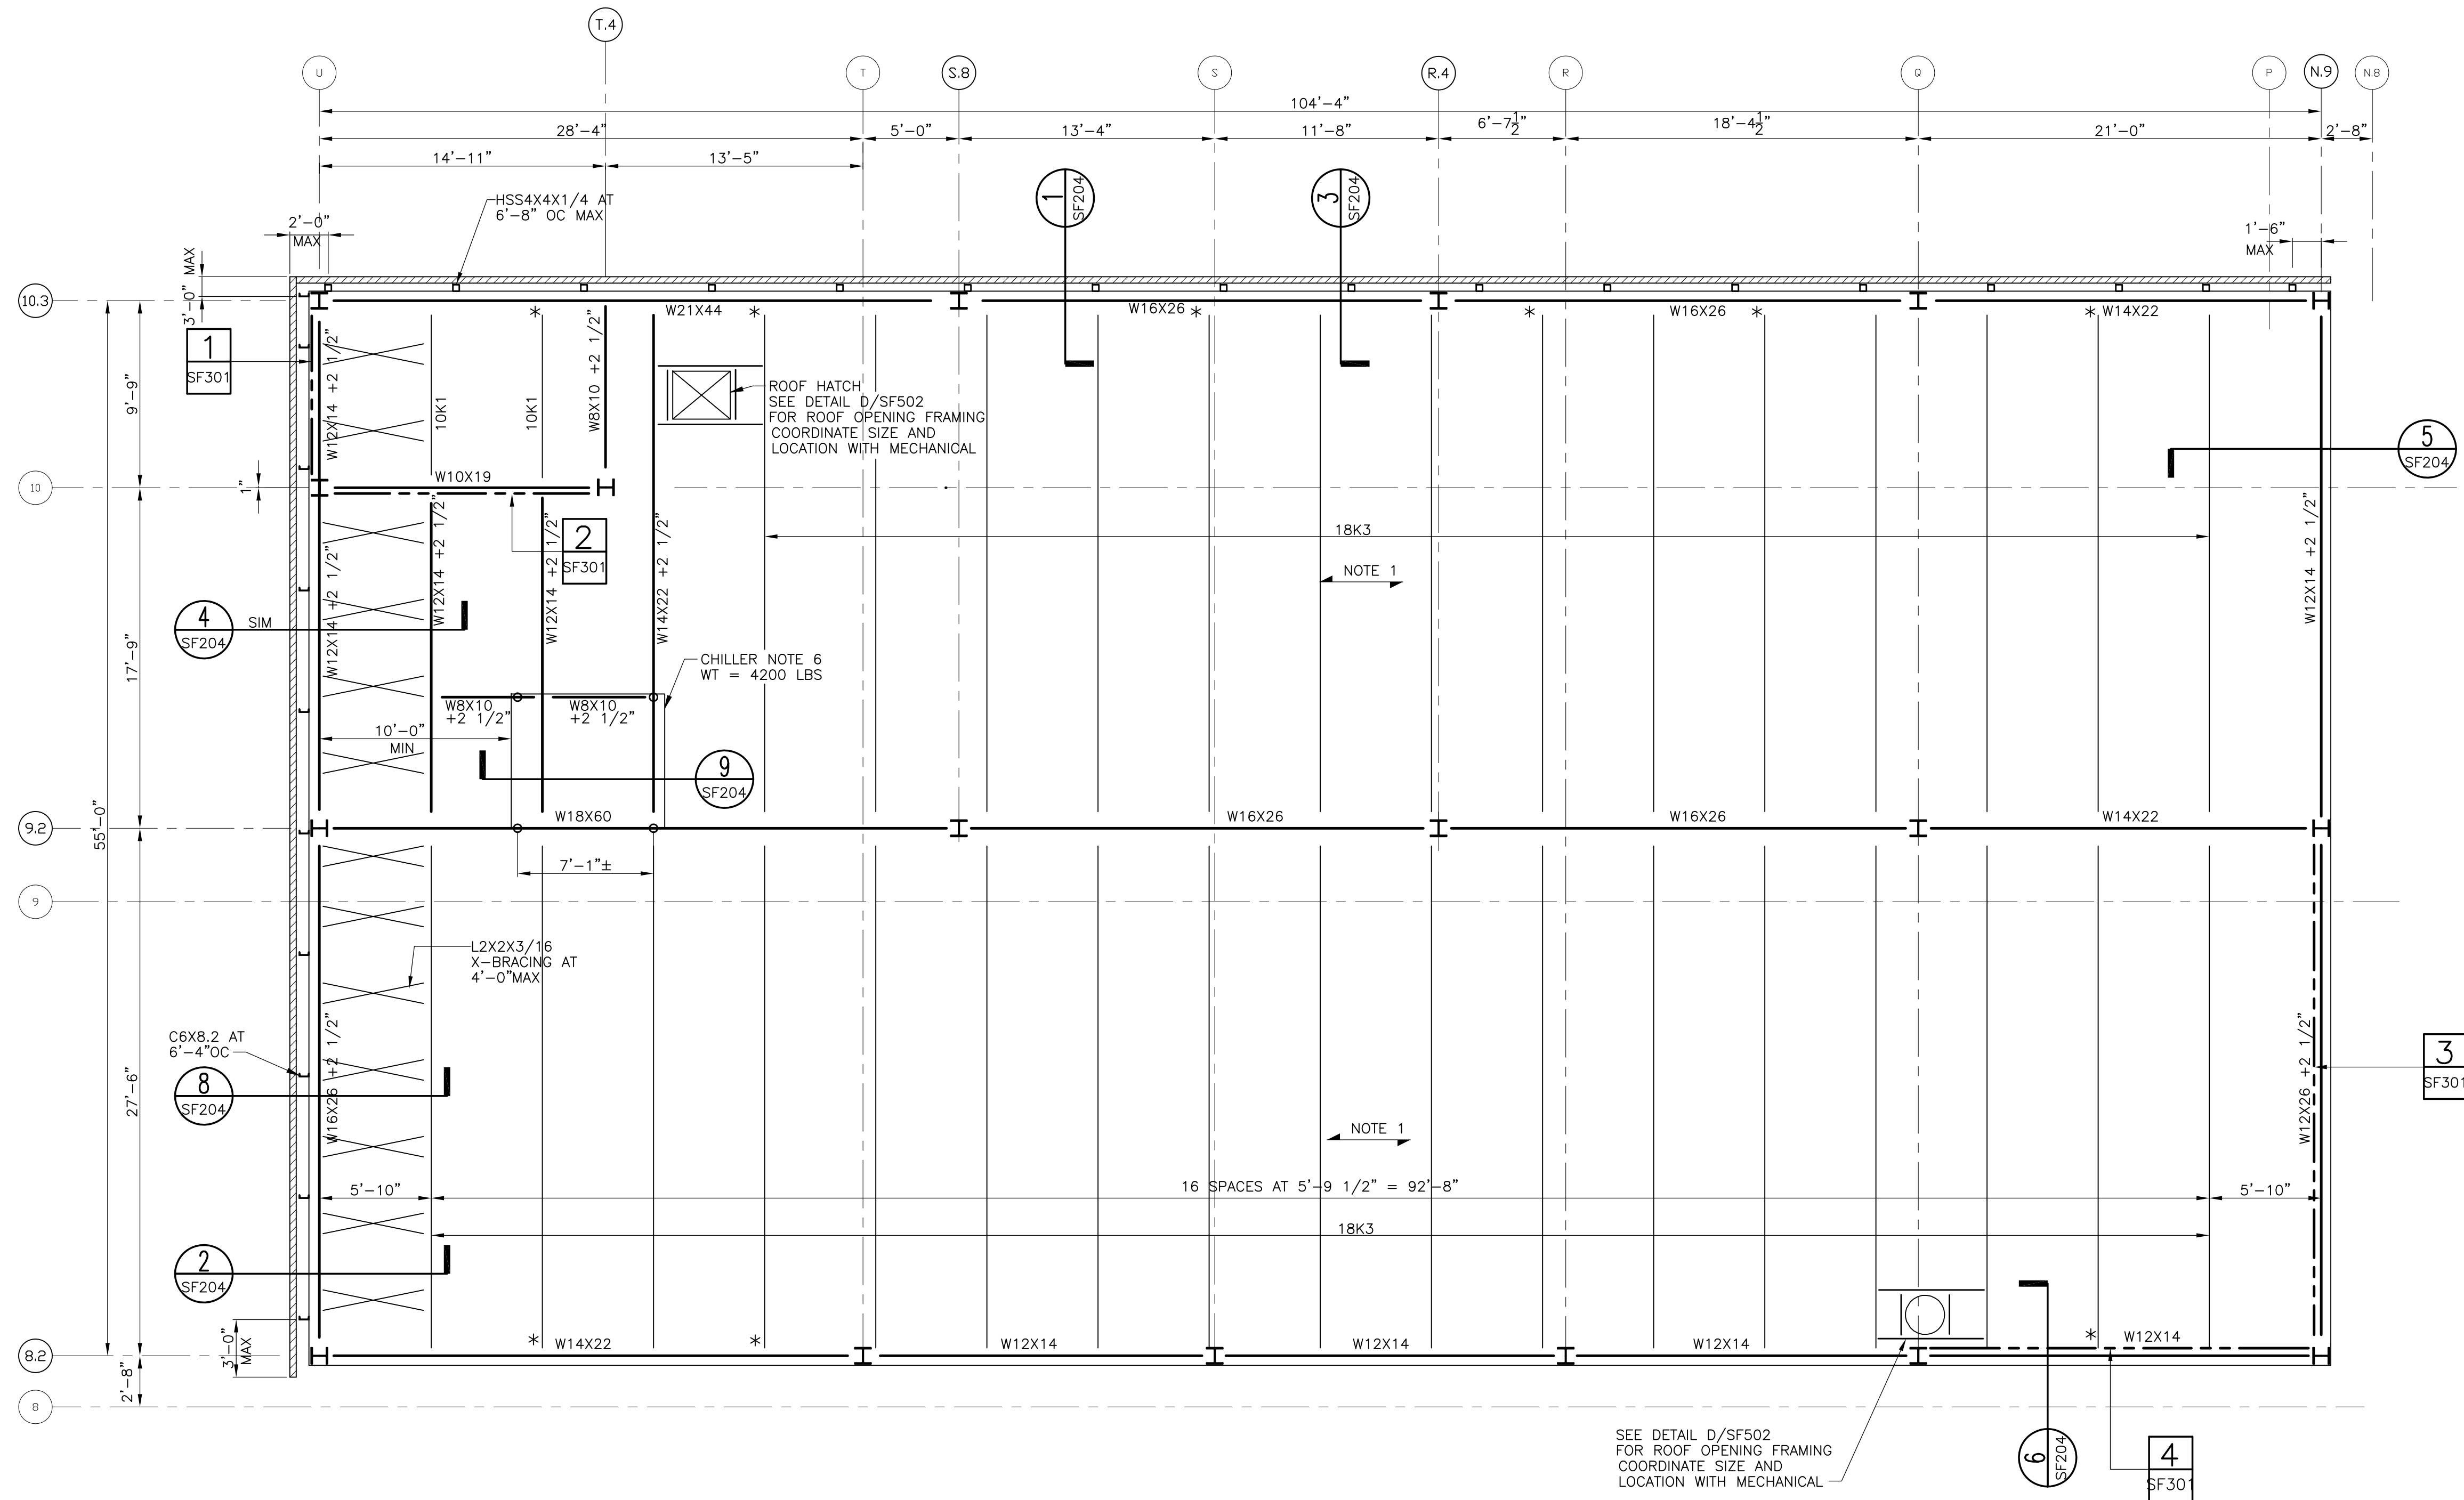 T.4
U
T
S.8
S
R.4
R
Q
P
N.9
N.8
104'-4"
28'-4"
5'-0"
13'-4"
11'-8"
6'-7 1/2"
18'-4 1/2"
21'-0"
2'-8"
14'-11"
13'-5"
HSS4X4X1/4 AT
6'-8" OC MAX
1
SF204
3
SF204
2'-0"
MAX
1'-6"
MAX
3'-0"
MAX
10.3
*
W21X44
*
W16X26
*
*
W16X26
*
*
W14X22
1
SF301
W12X14 +2 1/2"
10K1
10K1
W8X10 +2 1/2"
ROOF HATCH
SEE DETAIL D/SF502
FOR ROOF OPENING FRAMING
COORDINATE SIZE AND
LOCATION WITH MECHANICAL
9'-9"
5
SF204
10
1"
W10X19
2
SF301
18K3
W12X14 +2 1/2"
W12X14 +2 1/2"
W12X14 +2 1/2"
W14X22 +2 1/2"
W12X14 +2 1/2"
NOTE 1
4
SF204
SIM
17'-9"
CHILLER NOTE 6
WT = 4200 LBS
W8X10
+2 1/2"
W8X10
+2 1/2"
10'-0"
MIN
9
SF204
55'-0"
9.2
W18X60
W16X26
W16X26
W14X22
7'-1"±
9
L2X2X3/16
X-BRACING AT
4'-0"MAX
C6X8.2 AT
6'-4"OC
W16X26 +2 1/2"
W12X26 +2 1/2"
3
SF301
8
SF204
27'-6"
NOTE 1
5'-10"
16 SPACES AT 5'-9 1/2" = 92'-8"
5'-10"
18K3
2
SF204
3'-0"
MAX
8.2
*
W14X22
*
W12X14
W12X14
W12X14
*
W12X14
2'-8"
8
SEE DETAIL D/SF502
FOR ROOF OPENING FRAMING
COORDINATE SIZE AND
LOCATION WITH MECHANICAL
6
SF204
4
SF301